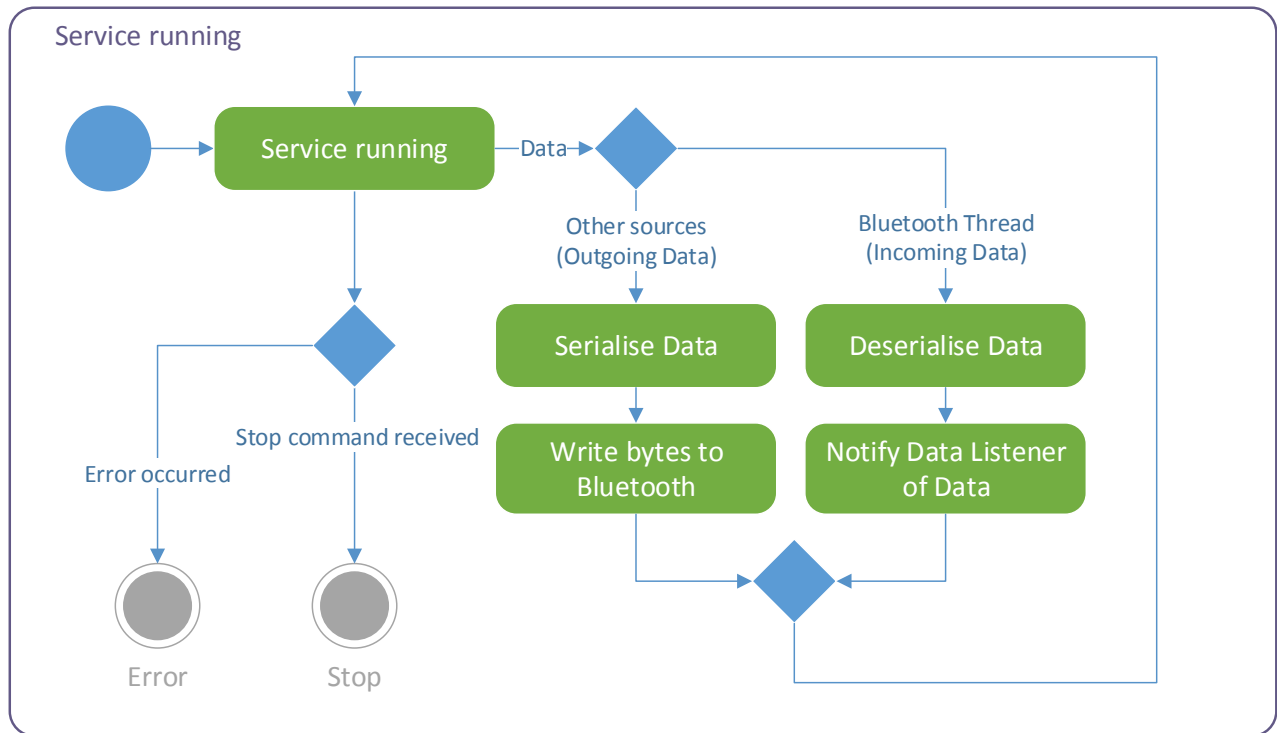 Service running
Service running
Data
Other sources
(Outgoing Data)
Bluetooth Thread
(Incoming Data)
Serialise Data
Deserialise Data
Stop command received
Error occurred
Write bytes to
Bluetooth
Notify Data Listener
of Data
Error
Stop